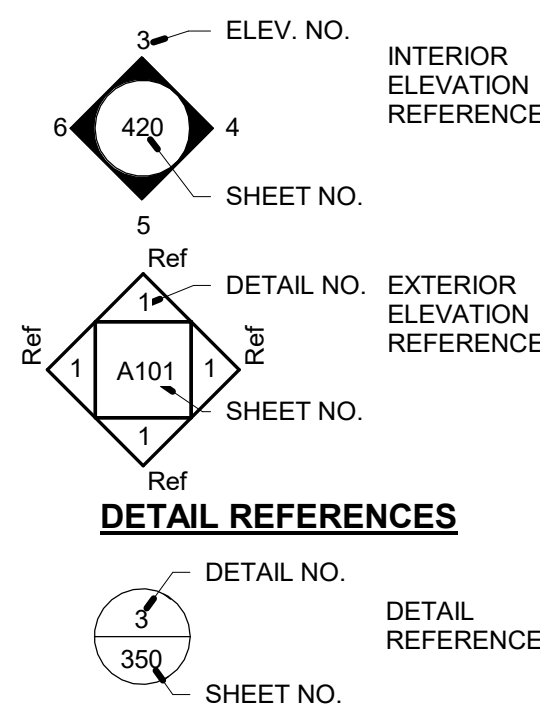 3
ELEV. NO.
INTERIOR
ELEVATION
REFERENCE
6
420
4
SHEET NO.
5
Ref
DETAIL NO.
EXTERIOR
ELEVATION
REFERENCE
1
Ref
1
A101
1
Ref
SHEET NO.
1
Ref
DETAIL REFERENCES
DETAIL NO.
3
DETAIL
REFERENCE
350
SHEET NO.